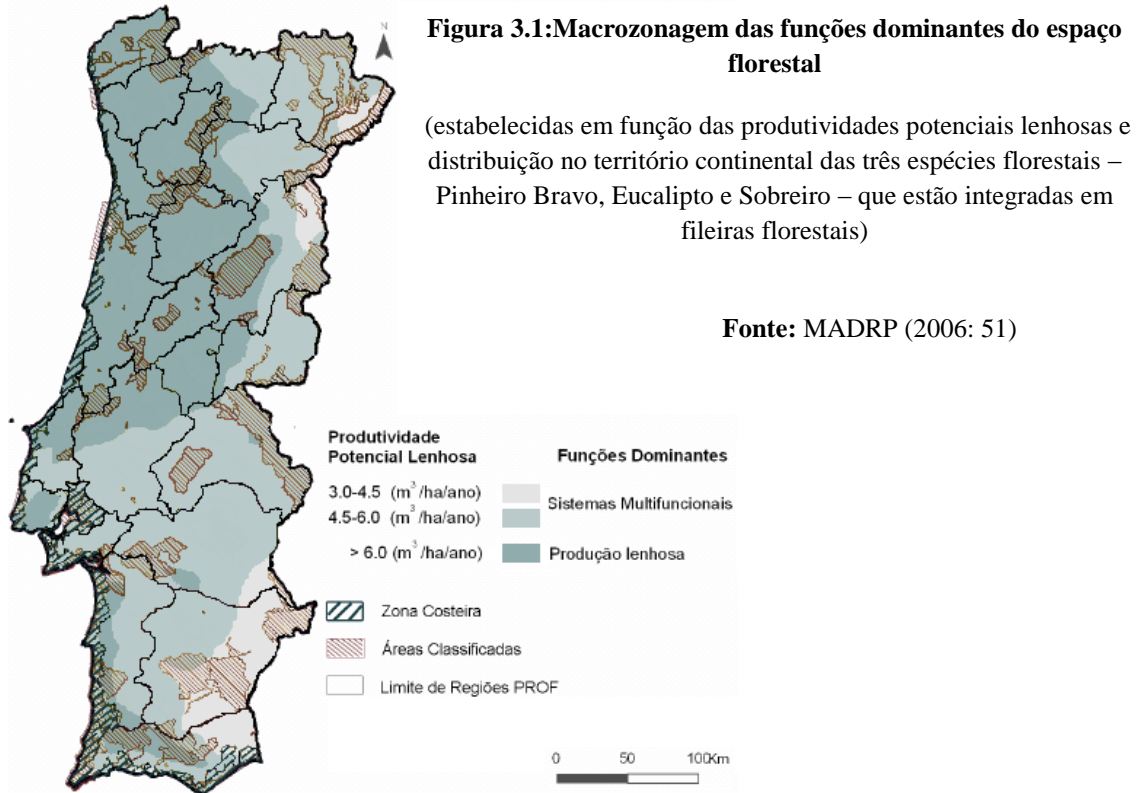 Figura 3.1:Macrozonagem das funções dominantes do espaço
florestal
(estabelecidas em função das produtividades potenciais lenhosas e
distribuição no território continental das três espécies florestais –
Pinheiro Bravo, Eucalipto e Sobreiro – que estão integradas em
fileiras florestais)
Fonte: MADRP (2006: 51)
N
Produtividade
Potencial Lenhosa
Funções Dominantes
3.0-4.5 (m³/ha/ano)
4.5-6.0 (m³/ha/ano)
Sistemas Multifuncionais
> 6.0 (m³/ha/ano)
Produção lenhosa
Zona Costeira
Áreas Classificadas
Limite de Regiões PROF
0 50 100Km